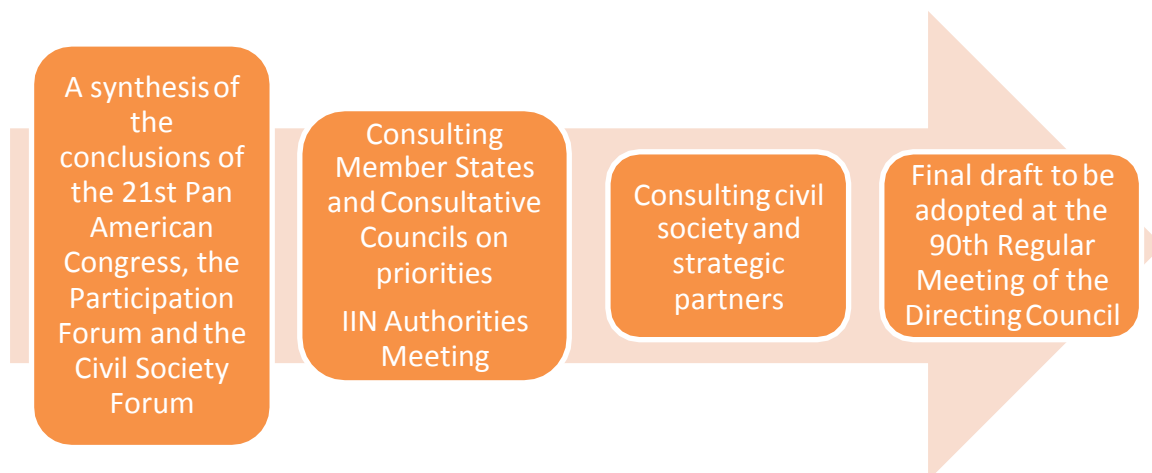 A synthesis of
the
conclusions of
the 21st Pan
American
Congress, the
Participation
Forum and the
Civil Society
Forum
Consulting
Member States
and Consultative
Councils on
priorities
IIN Authorities
Meeting
Consulting civil
society and
strategic
partners
Final draft to be
adopted at the
90th Regular
Meeting of the
Directing Council